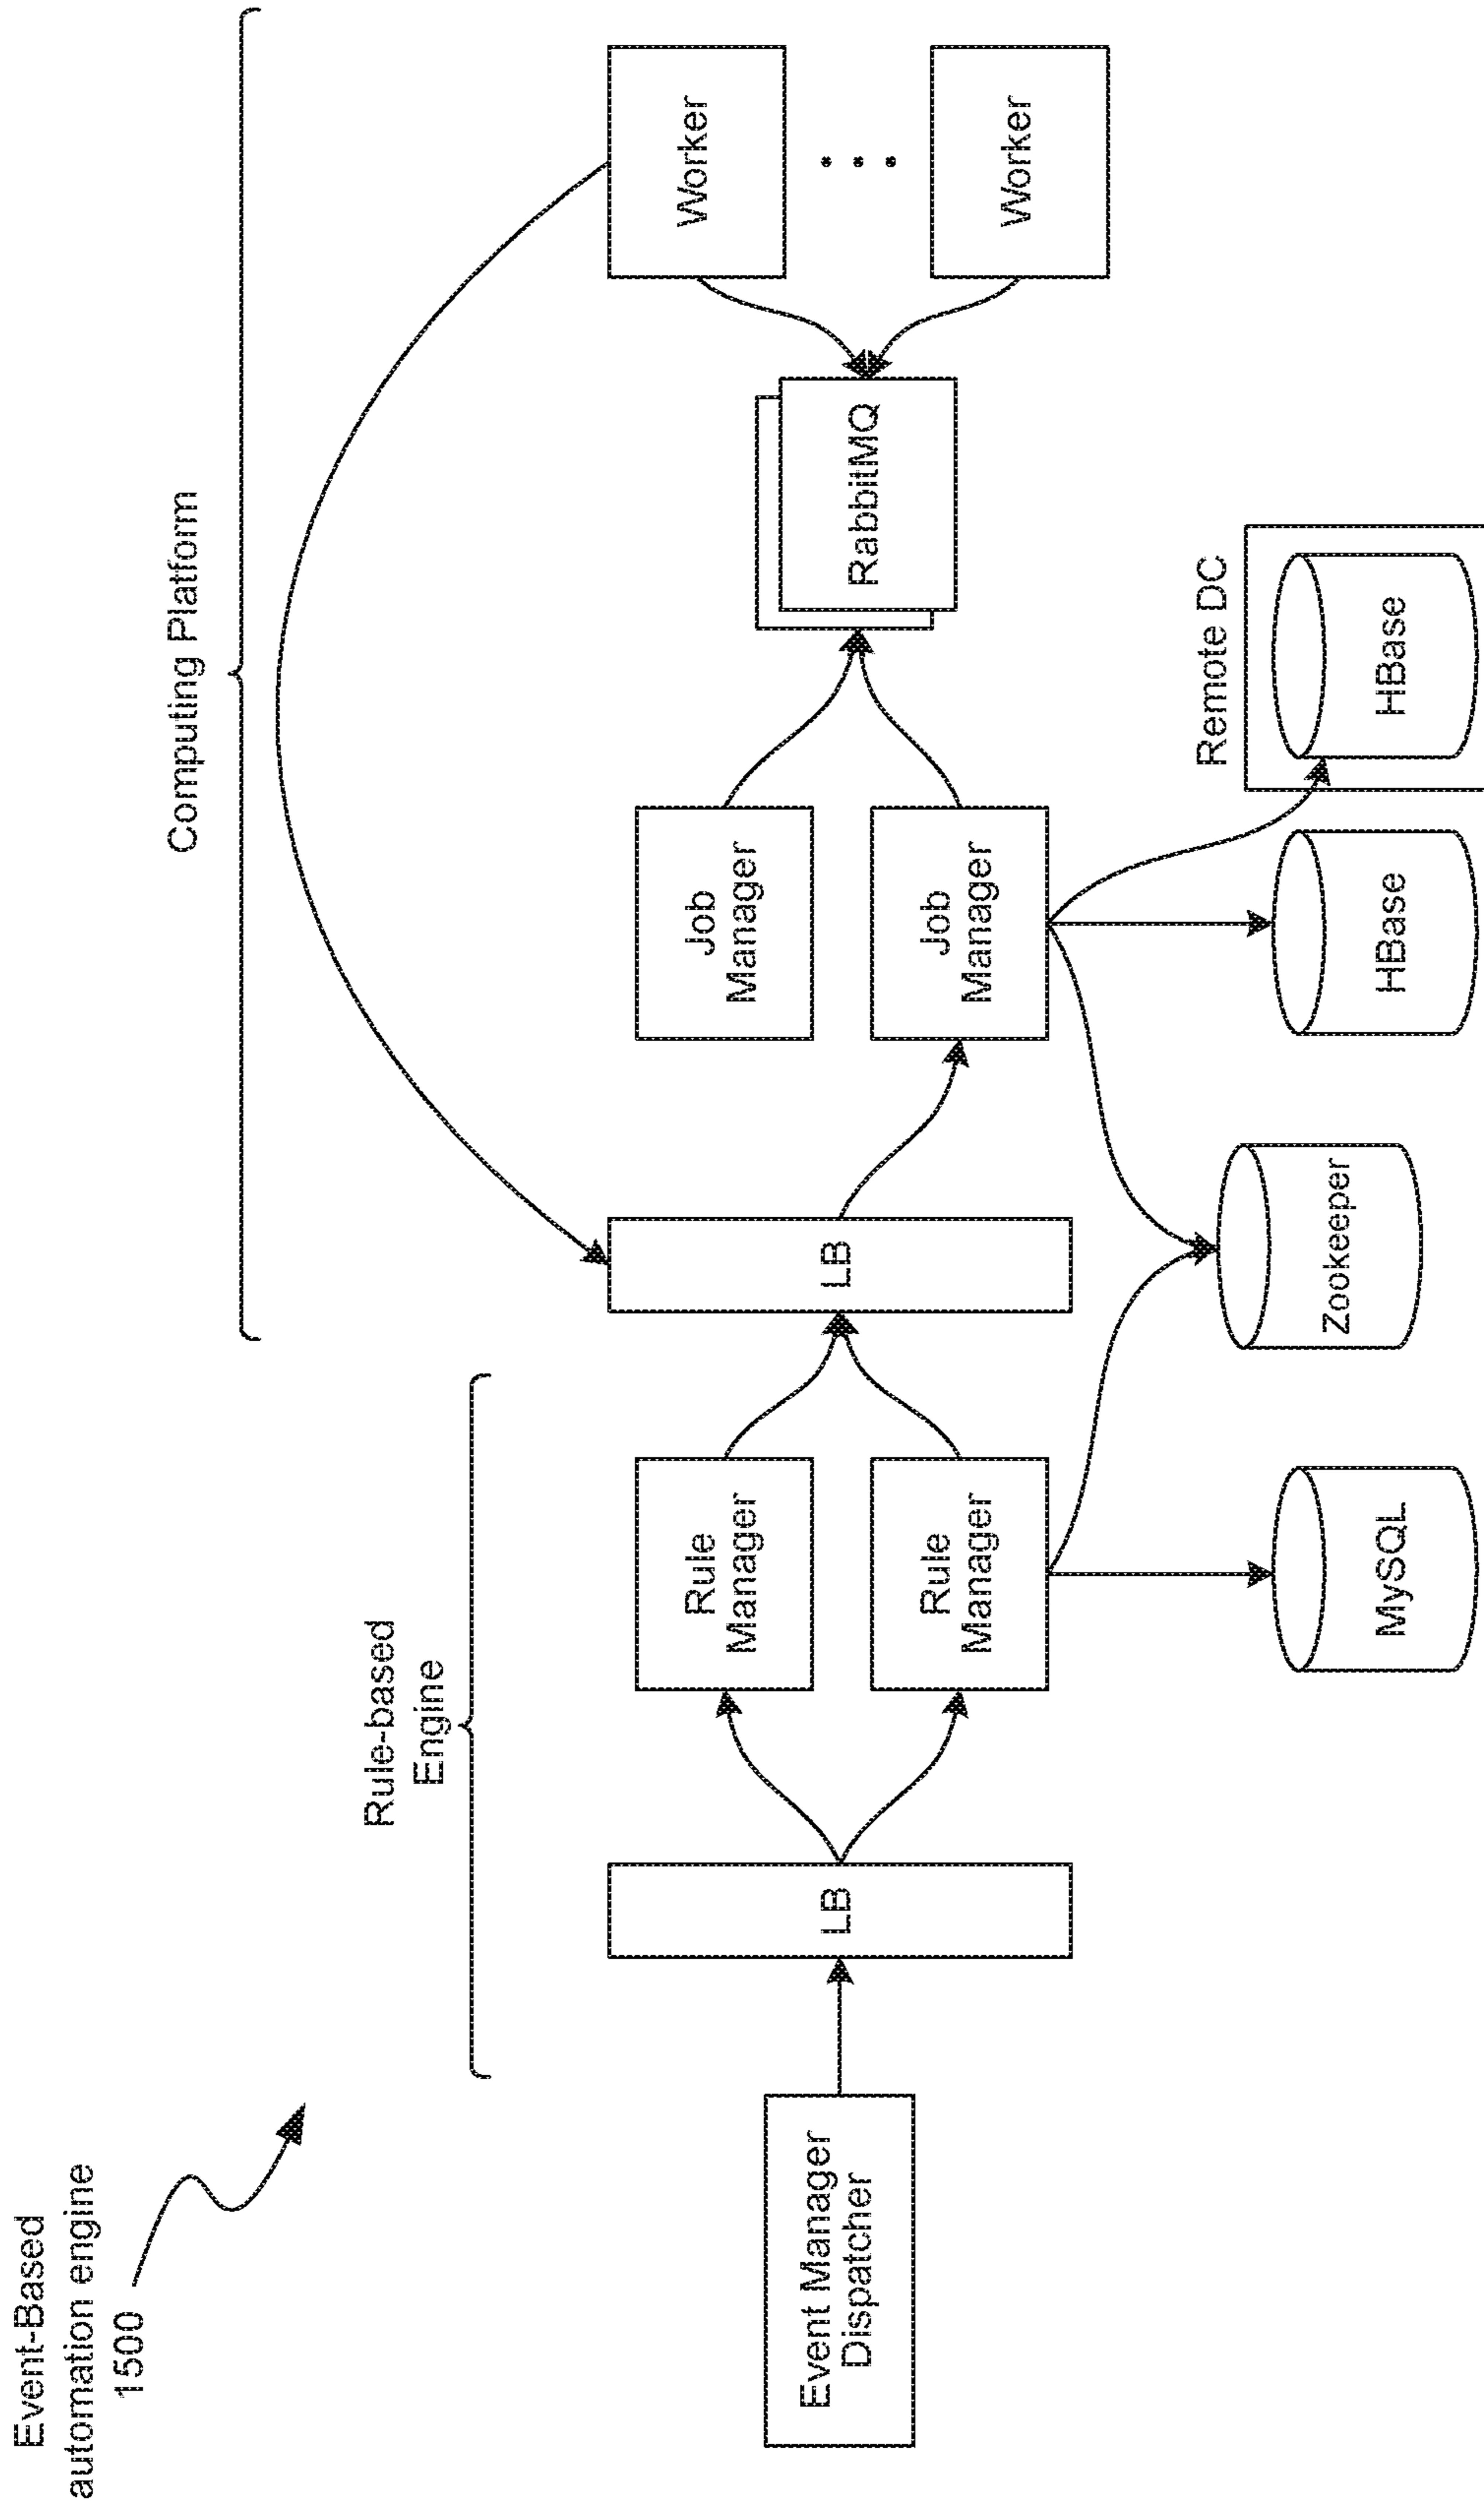 Event-Based
automation engine
1500
Computing Platform
Rule-based
Engine
Event Manager
Dispatcher
LB
Rule
Manager
Rule
Manager
LB
Job
Manager
Job
Manager
RabbitMQ
Worker
Worker
MySQL
Zookeeper
HBase
Remote DC
HBase